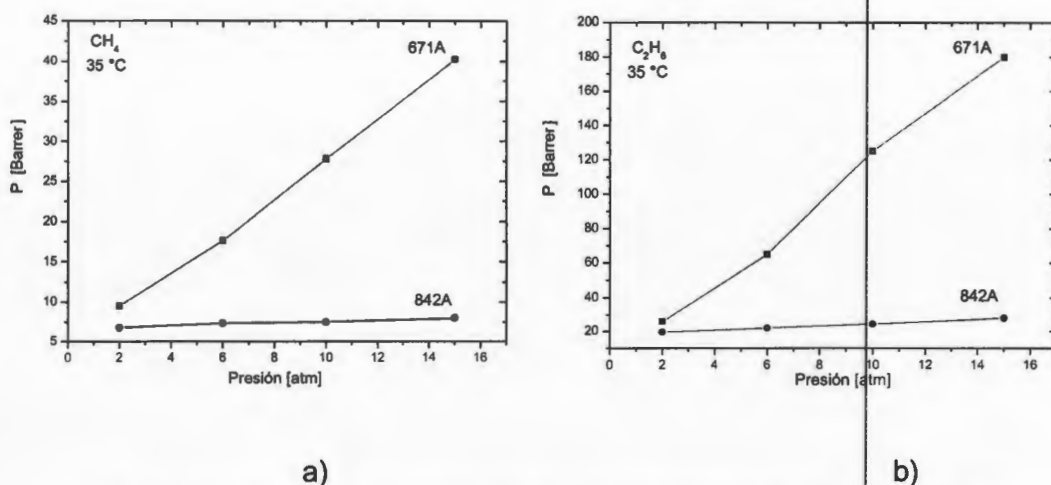 45
40
35
30
25
20
15
10
5
P [Barrer]
CH4
35 °C
671A
842A
0 2 4 6 8 10 12 14 16
Presión [atm]
a)
200
180
160
140
120
100
80
60
40
20
P [Barrer]
C2H6
35 °C
671A
842A
0 2 4 6 8 10 12 14 16
Presión [atm]
b)